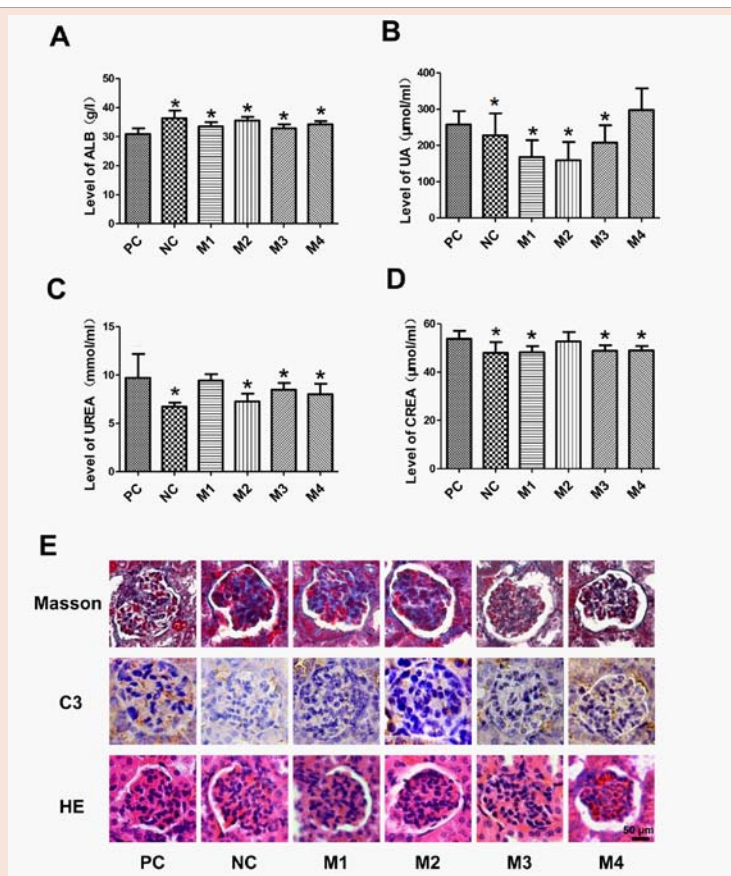 A
Level of ALB (g/l)
50
40
30
20
10
0
* * * * *
PC NC M1 M2 M3 M4
B
Level of UA (μmol/ml)
400
300
200
100
0
* * * *
PC NC M1 M2 M3 M4
C
Level of UREA (mmol/ml)
15
10
5
0
* * * *
PC NC M1 M2 M3 M4
D
Level of CREA (μmol/ml)
60
40
20
0
* * * *
PC NC M1 M2 M3 M4
E
Masson
C3
HE
50 μm
PC NC M1 M2 M3 M4